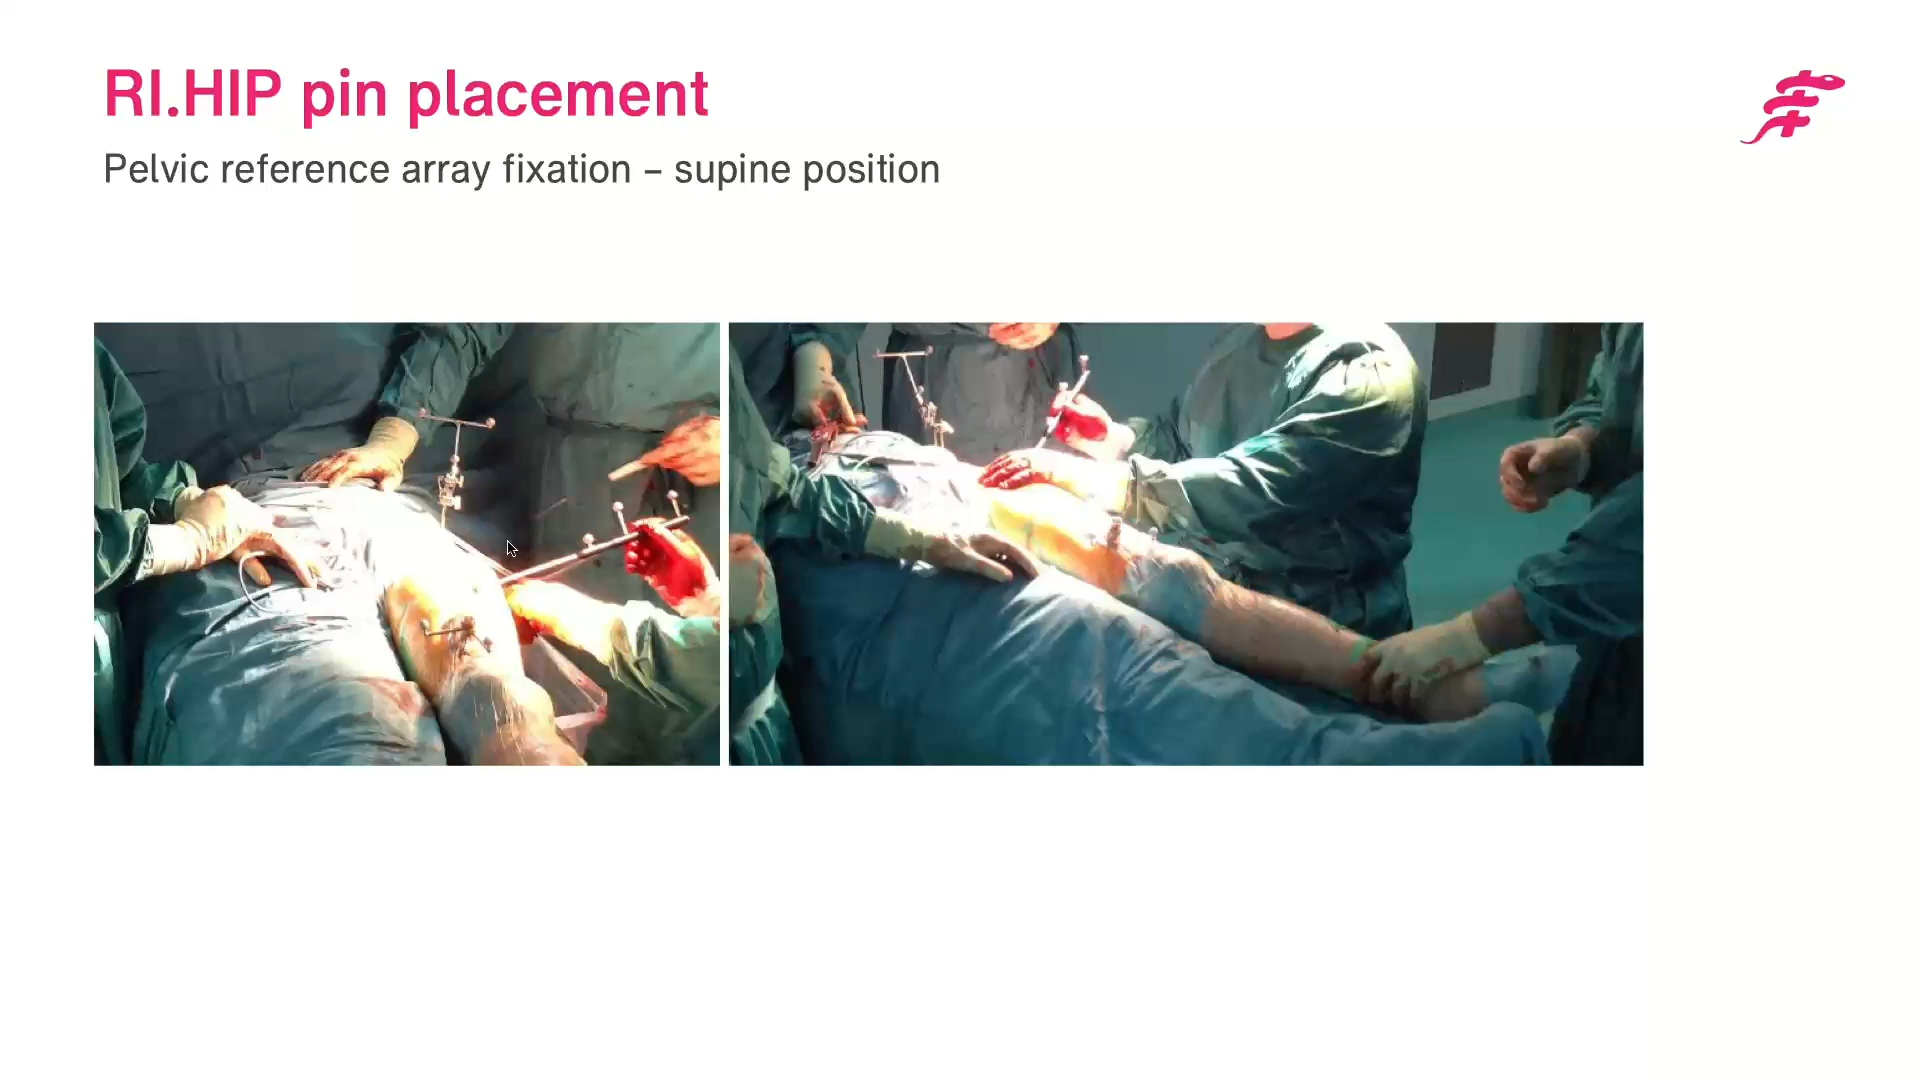 RI.HIP pin placement
Pelvic reference array fixation – supine position